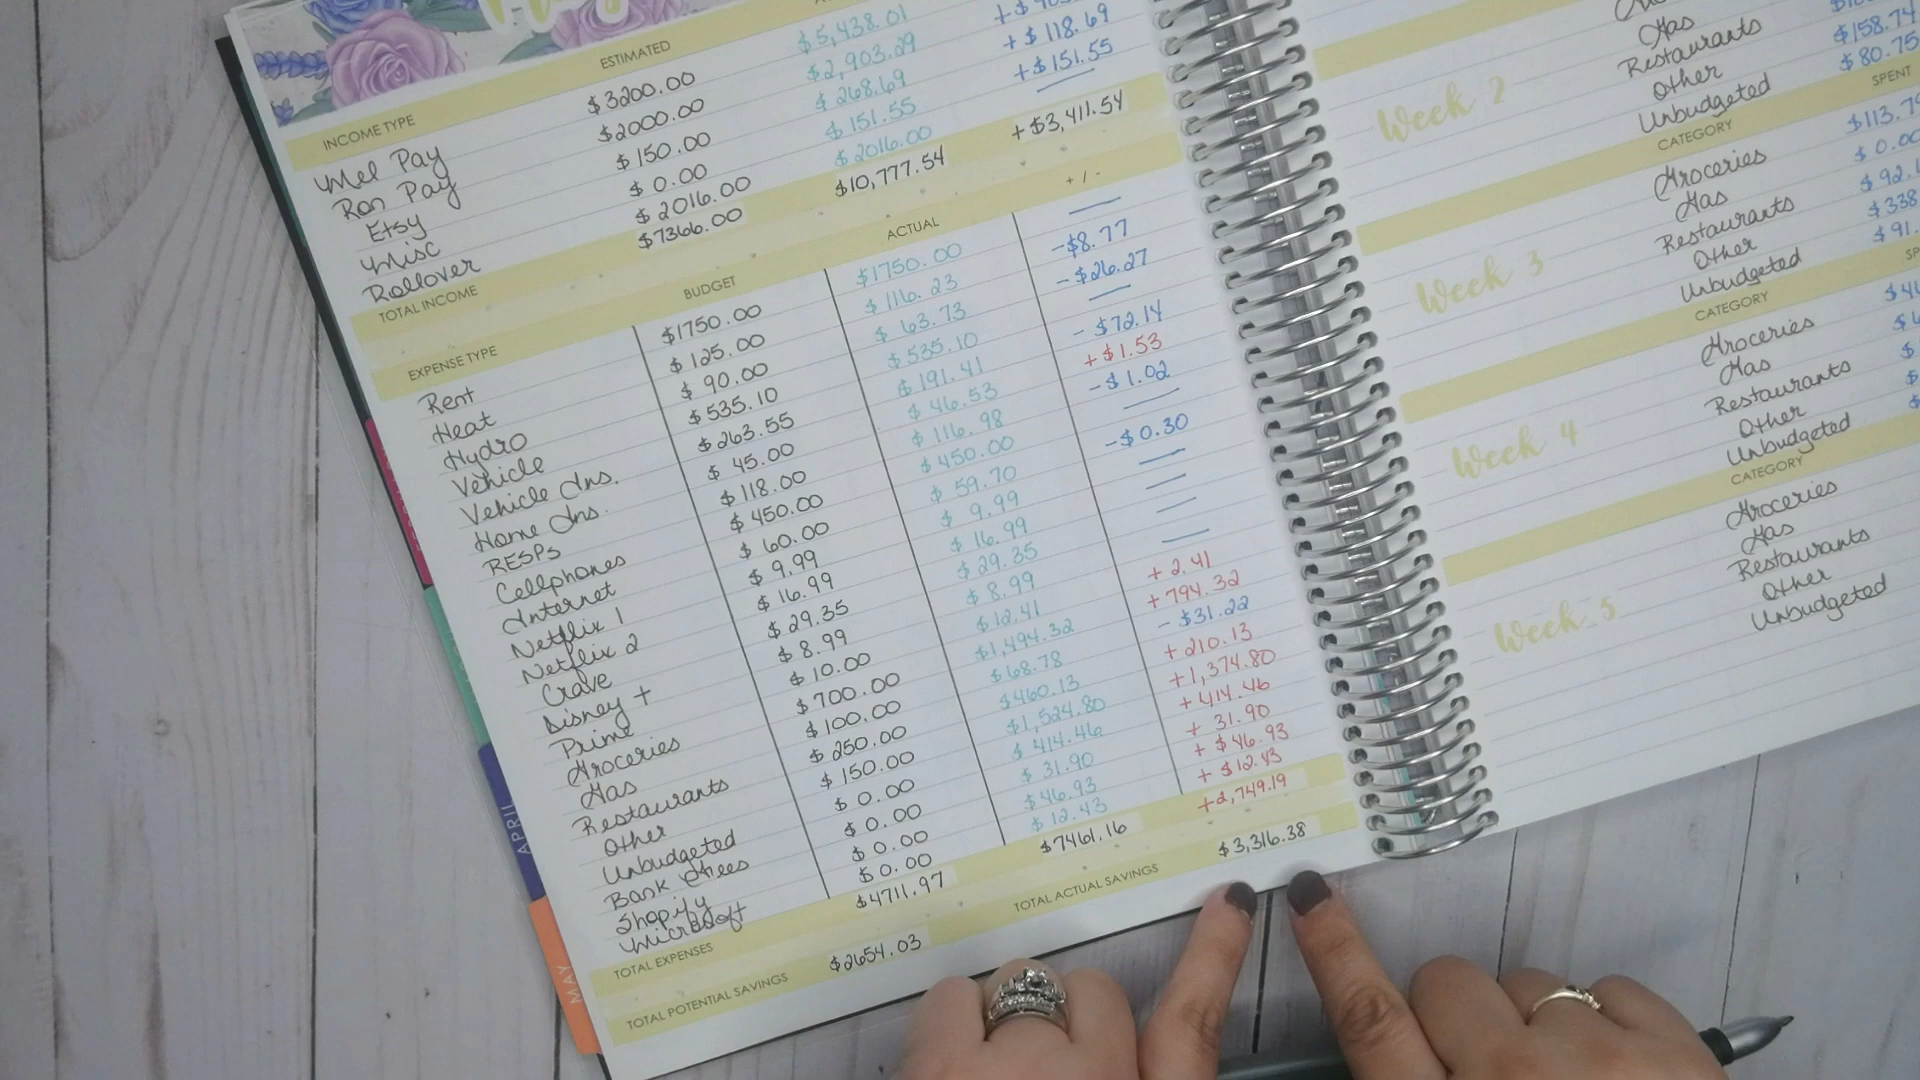 ESTIMATED
INCOME TYPE
Mel Pay $3200.00 $5,438.01
Ron Pay $2000.00 $2,903.29
Etsy $150.00 $268.69 +$118.69
Misc $0.00 $151.55 +$151.55
Rollover $2016.00 $2016.00
TOTAL INCOME $7366.00 $10,777.54 +$3,411.54
EXPENSE TYPE BUDGET ACTUAL +/-
Rent $1750.00 $1750.00 —
Heat $125.00 $116.23 -$8.77
Hydro $90.00 $63.73 -$26.27
Vehicle $535.10 $535.10 —
Vehicle Ins. $263.55 $191.41 -$72.14
Home Ins. $45.00 $46.53 +$1.53
RESPs $118.00 $116.98 -$1.02
Cellphones $450.00 $450.00 —
Internet $60.00 $59.70 -$0.30
Netflix 1 $9.99 $9.99 —
Netflix 2 $16.99 $16.99 —
Crave $29.35 $29.35 —
Disney + $8.99 $8.99 —
Prime $10.00 $12.41 +2.41
Groceries $700.00 $1,494.32 +794.32
Gas $100.00 $68.78 -$31.22
Restaurants $250.00 $460.13 +210.13
Other $150.00 $1,524.80 +1,374.80
Unbudgeted $0.00 $414.46 +414.46
Bank Fees $0.00 $31.90 +31.90
Shopify $0.00 $46.93 +$46.93
Microsoft $0.00 $12.43 +$12.43
TOTAL EXPENSES $4711.97 $7461.16 +2,749.19
TOTAL POTENTIAL SAVINGS $2654.03 TOTAL ACTUAL SAVINGS $3,316.38
Gas
Restaurants
Other $158.74
Unbudgeted $80.75
Week 2
CATEGORY SPENT
Groceries
Gas
Restaurants
Other
Unbudgeted
Week 3
CATEGORY
Groceries
Gas
Restaurants
Other
Unbudgeted
Week 4
CATEGORY
Groceries
Gas
Restaurants
Other
Unbudgeted
Week 5
APRIL
MAY